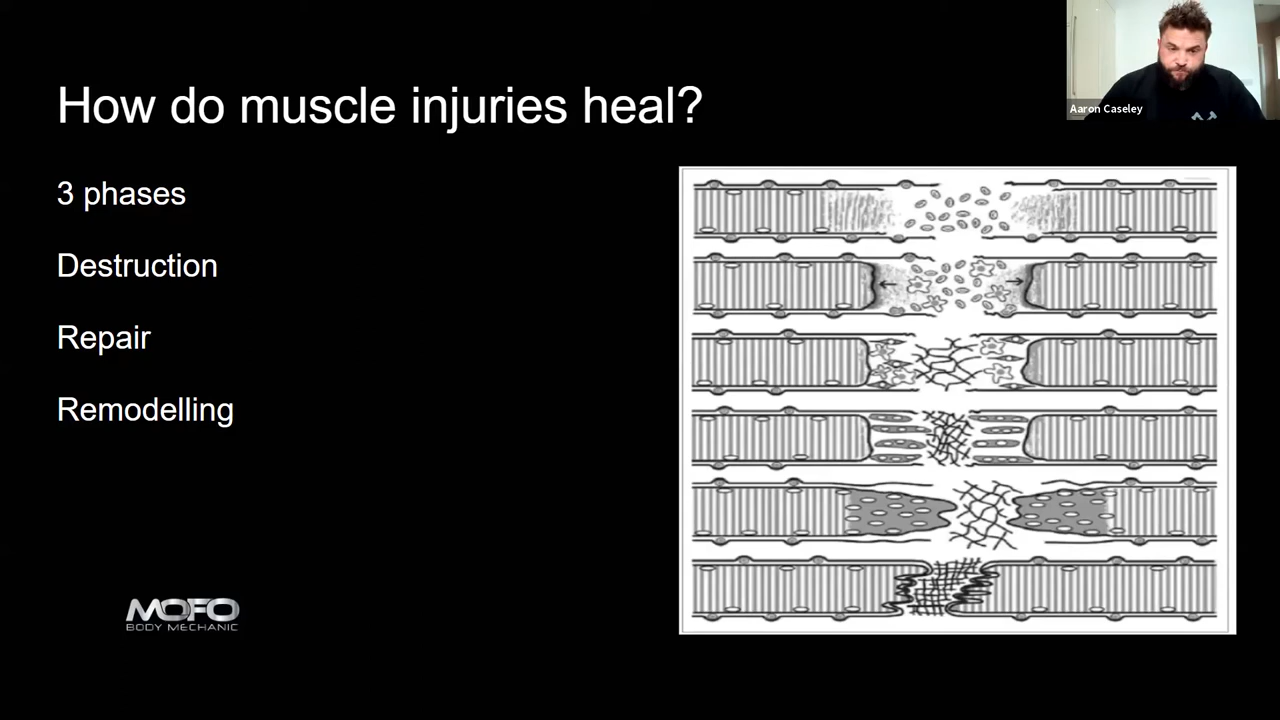 How do muscle injuries heal?
3 phases
Destruction
Repair
Remodelling
Aaron Caseley
MOFO
BODY MECHANIC